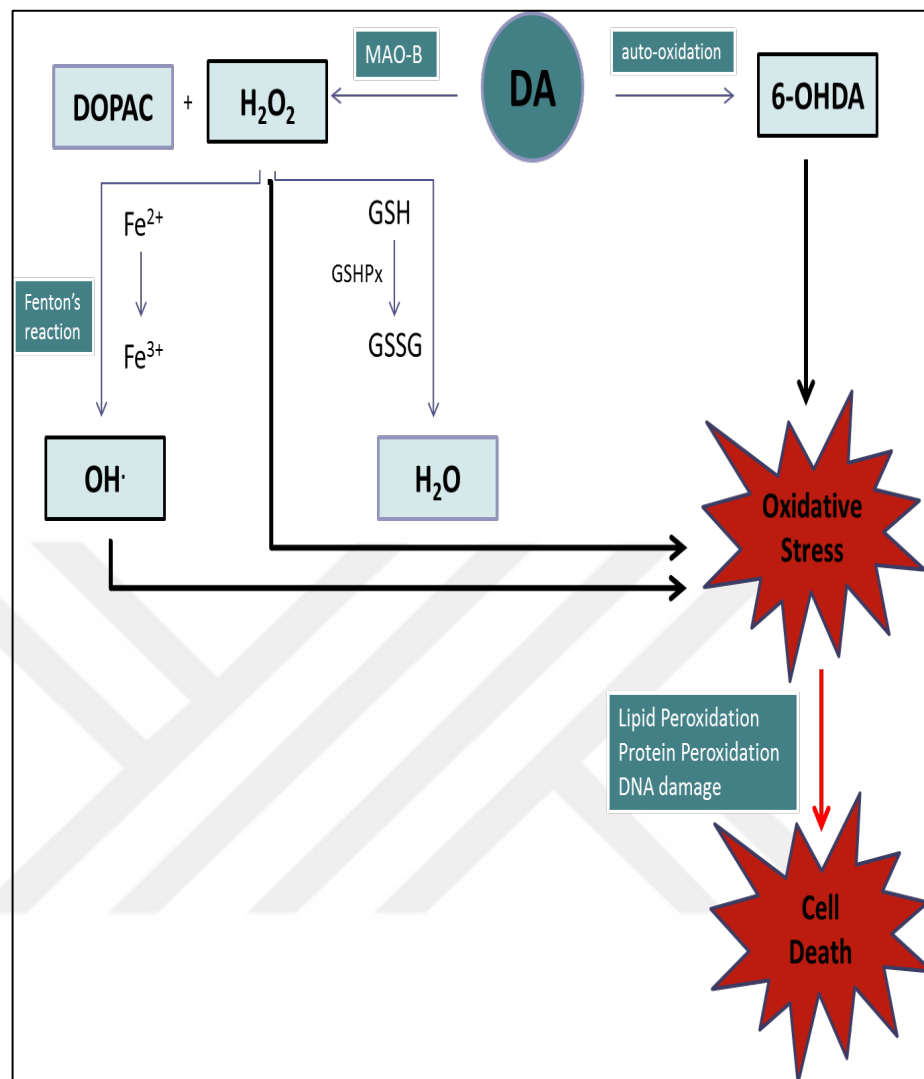 MAO-B
DA
auto-oxidation
DOPAC
+
H₂O₂
6-OHDA
Fe²⁺
GSH
GSHPx
Fenton's
reaction
Fe³⁺
GSSG
OH·
H₂O
Oxidative
Stress
Lipid Peroxidation
Protein Peroxidation
DNA damage
Cell
Death